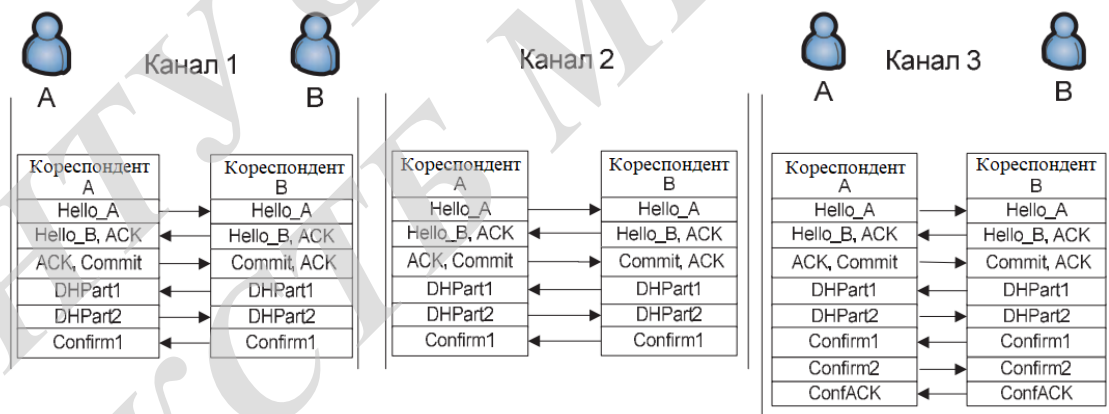 Канал 1
A
B
Кореспондент
A
Кореспондент
B
Hello_A
Hello_A
Hello_B, ACK
Hello_B, ACK
ACK, Commit
Commit, ACK
DHPart1
DHPart1
DHPart2
DHPart2
Confirm1
Confirm1
Канал 2
Кореспондент
A
Кореспондент
B
Hello_A
Hello_A
Hello_B, ACK
Hello_B, ACK
ACK, Commit
Commit, ACK
DHPart1
DHPart1
DHPart2
DHPart2
Confirm1
Confirm1
Канал 3
A
B
Кореспондент
A
Кореспондент
B
Hello_A
Hello_A
Hello_B, ACK
Hello_B, ACK
ACK, Commit
Commit, ACK
DHPart1
DHPart1
DHPart2
DHPart2
Confirm1
Confirm1
Confirm2
Confirm2
ConfACK
ConfACK